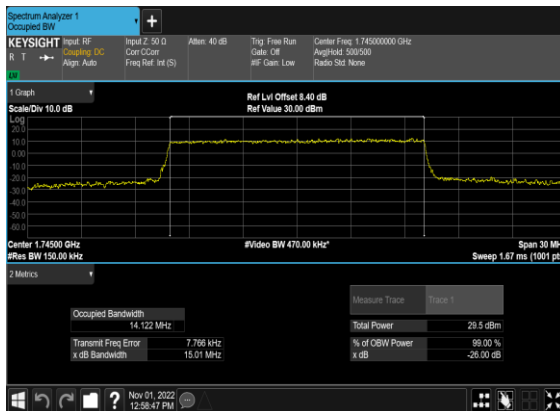 Spectrum Analyzer 1
Occupied BW
KEYSIGHT Input: RF Input Z: 50 Ω Atten: 40 dB Trig: Free Run Center Freq: 1.745000000 GHz
R T Coupling: DC Corr CCorr Gate: Off Avg|Hold: 500/500
Align: Auto Freq Ref: Int (S) #IF Gain: Low Radio Std: None
1 Graph
Ref Lvl Offset 8.40 dB
Scale/Div 10.0 dB Ref Value 30.00 dBm
Log
20.0
10.0
0.00
-10.0
-20.0
-30.0
-40.0
-50.0
-60.0
Center 1.74500 GHz #Video BW 470.00 kHz* Span 30 MH
#Res BW 150.00 kHz Sweep 1.67 ms (1001 pt
2 Metrics
Measure Trace Trace 1
Occupied Bandwidth
14.122 MHz Total Power 29.5 dBm
Transmit Freq Error 7.766 kHz % of OBW Power 99.00 %
x dB Bandwidth 15.01 MHz x dB -26.00 dB
Nov 01, 2022
12:58:47 PM